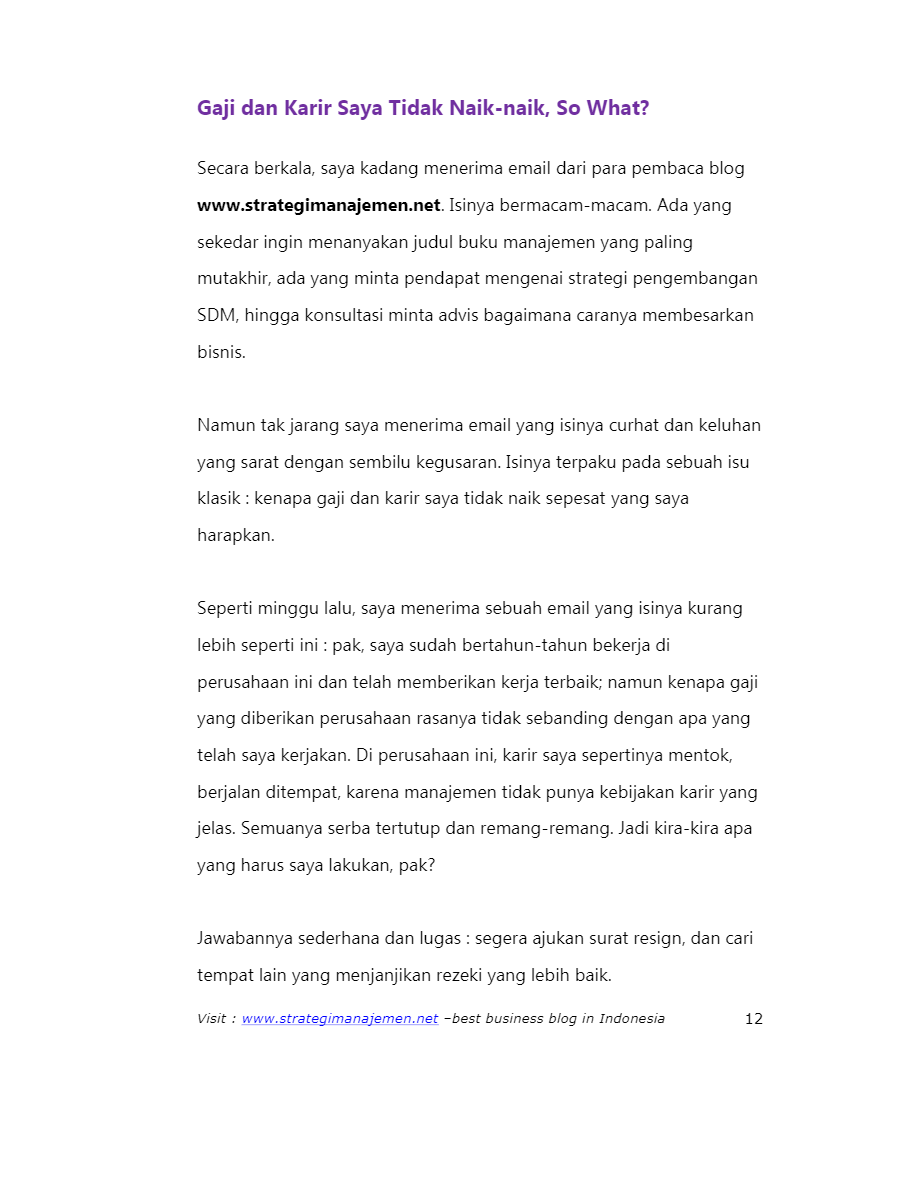 Gaji dan Karir Saya Tidak Naik-naik, So What?
Secara berkala, saya kadang menerima email dari para pembaca blog
www.strategimanajemen.net. Isinya bermacam-macam. Ada yang
sekedar ingin menanyakan judul buku manajemen yang paling
mutakhir, ada yang minta pendapat mengenai strategi pengembangan
SDM, hingga konsultasi minta advis bagaimana caranya membesarkan
bisnis.
Namun tak jarang saya menerima email yang isinya curhat dan keluhan
yang sarat dengan sembilu kegusaran. Isinya terpaku pada sebuah isu
klasik : kenapa gaji dan karir saya tidak naik sepesat yang saya
harapkan.
Seperti minggu lalu, saya menerima sebuah email yang isinya kurang
lebih seperti ini : pak, saya sudah bertahun-tahun bekerja di
perusahaan ini dan telah memberikan kerja terbaik; namun kenapa gaji
yang diberikan perusahaan rasanya tidak sebanding dengan apa yang
telah saya kerjakan. Di perusahaan ini, karir saya sepertinya mentok,
berjalan ditempat, karena manajemen tidak punya kebijakan karir yang
jelas. Semuanya serba tertutup dan remang-remang. Jadi kira-kira apa
yang harus saya lakukan, pak?
Jawabannya sederhana dan lugas : segera ajukan surat resign, dan cari
tempat lain yang menjanjikan rezeki yang lebih baik.
Visit : www.strategimanajemen.net –best business blog in Indonesia 12